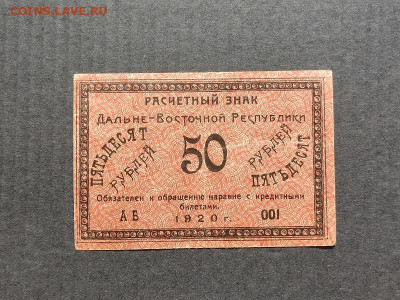 COINS.LAVE.RU
РАСЧЕТНЫЙ ЗНАК
Дальне-Восточной Республики
ПЯТЬДЕСЯТ
РУБЛЕЙ
50
РУБЛЕЙ
ПЯТЬДЕСЯТ
Обязателен к обращению наравне с кредитными
билетами.
АБ 1920 г. 001